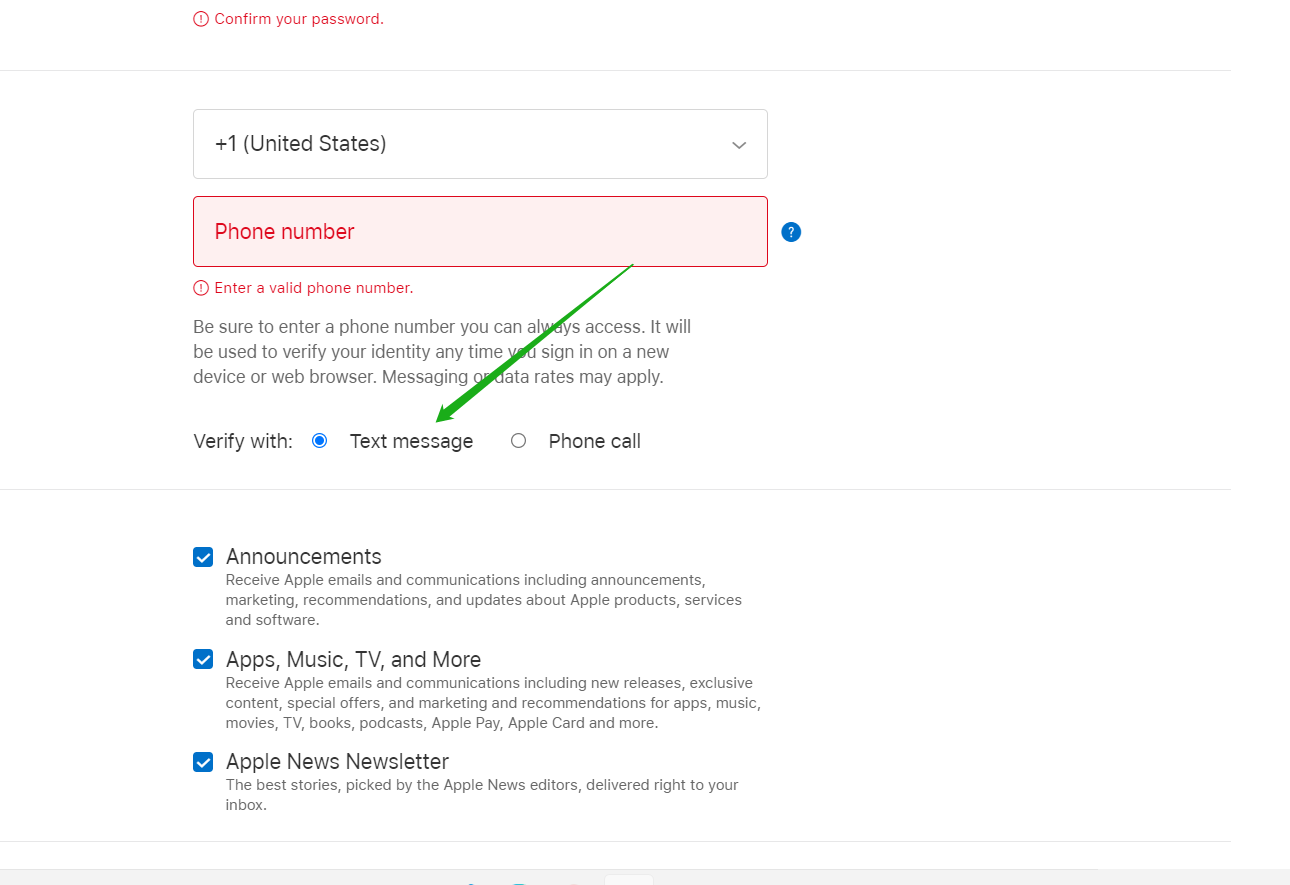 Confirm your password.
+1 (United States)
Phone number
?
Enter a valid phone number.
Be sure to enter a phone number you can always access. It will
be used to verify your identity any time you sign in on a new
device or web browser. Messaging or data rates may apply.
Verify with: Text message Phone call
Announcements
Receive Apple emails and communications including announcements,
marketing, recommendations, and updates about Apple products, services
and software.
Apps, Music, TV, and More
Receive Apple emails and communications including new releases, exclusive
content, special offers, and marketing and recommendations for apps, music,
movies, TV, books, podcasts, Apple Pay, Apple Card and more.
Apple News Newsletter
The best stories, picked by the Apple News editors, delivered right to your
inbox.